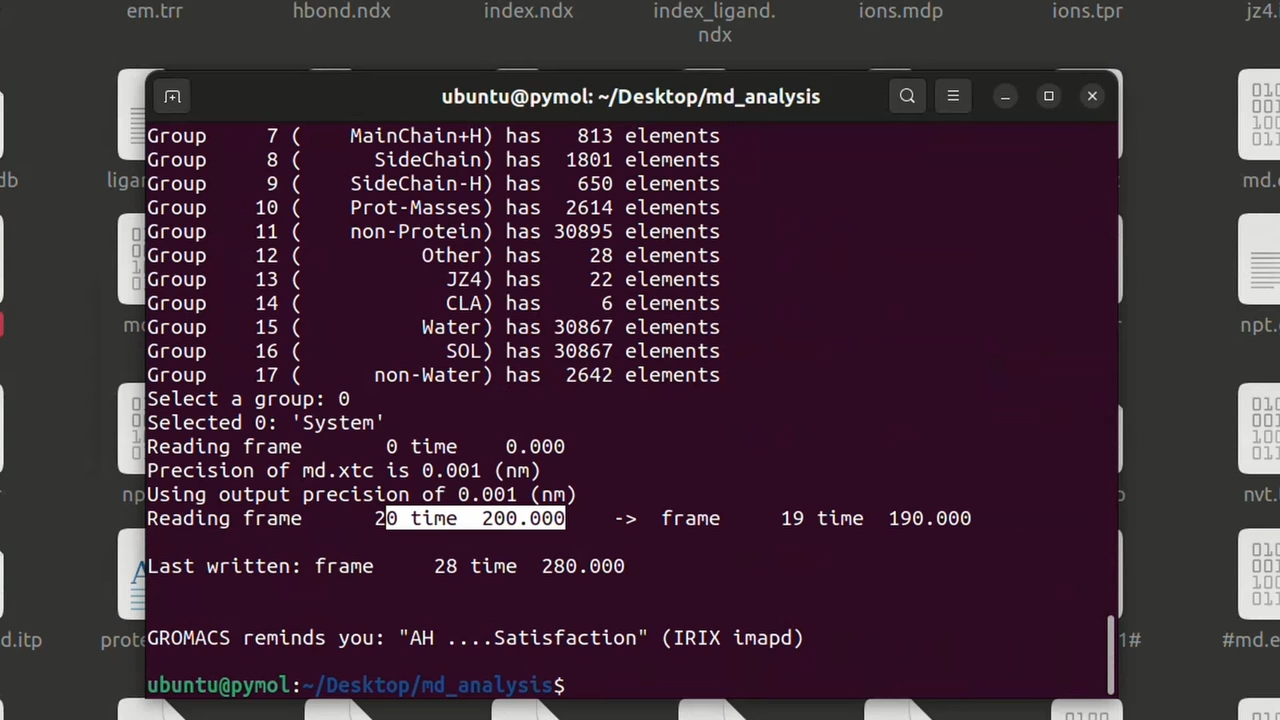 em.trr
hbond.ndx
index.ndx
index_ligand.
ndx
ions.mdp
ions.tpr
ubuntu@pymol: ~/Desktop/md_analysis
Group     7 (    MainChain+H) has   813 elements
Group     8 (      SideChain) has  1801 elements
Group     9 (    SideChain-H) has   650 elements
Group    10 (    Prot-Masses) has  2614 elements
Group    11 (    non-Protein) has 30895 elements
Group    12 (          Other) has    28 elements
Group    13 (            JZ4) has    22 elements
Group    14 (            CLA) has     6 elements
Group    15 (          Water) has 30867 elements
Group    16 (            SOL) has 30867 elements
Group    17 (      non-Water) has  2642 elements
Select a group: 0
Selected 0: 'System'
Reading frame       0 time    0.000
Precision of md.xtc is 0.001 (nm)
Using output precision of 0.001 (nm)
Reading frame      20 time  200.000    ->  frame     19 time  190.000
Last written: frame     28 time  280.000
GROMACS reminds you: "AH ....Satisfaction" (IRIX imapd)
ubuntu@pymol:~/Desktop/md_analysis$